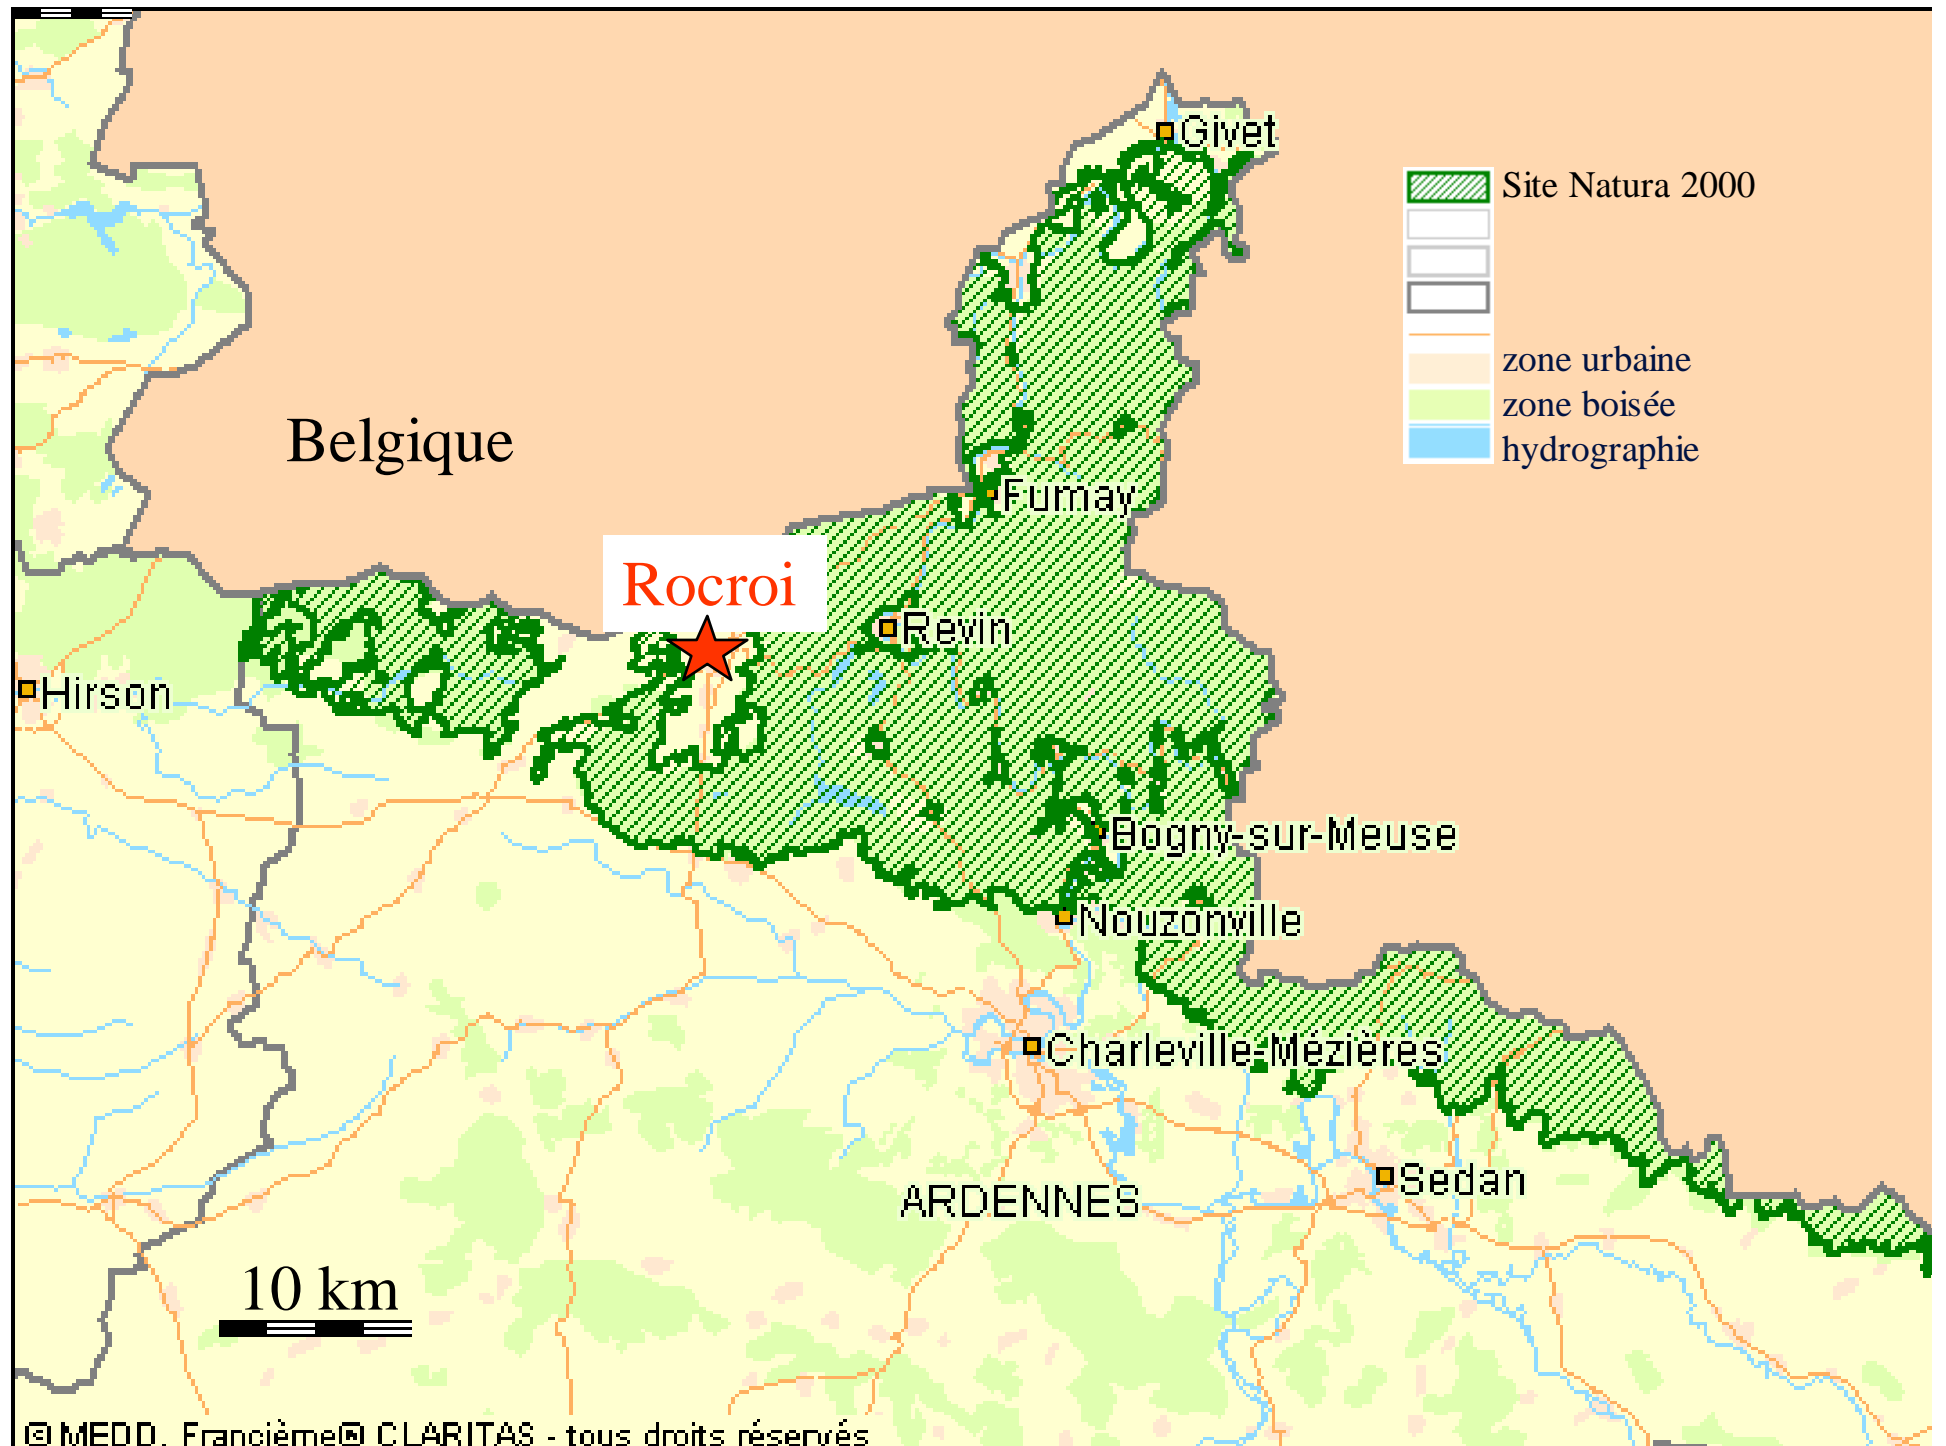 Givet
Site Natura 2000
zone urbaine
zone boisée
hydrographie
Belgique
Fumay
Rocroi
Revin
Hirson
Bogny-sur-Meuse
Nouzonville
Charleville-Mézières
Sedan
ARDENNES
10 km
© MEDD, Francième® CLARITAS - tous droits réservés